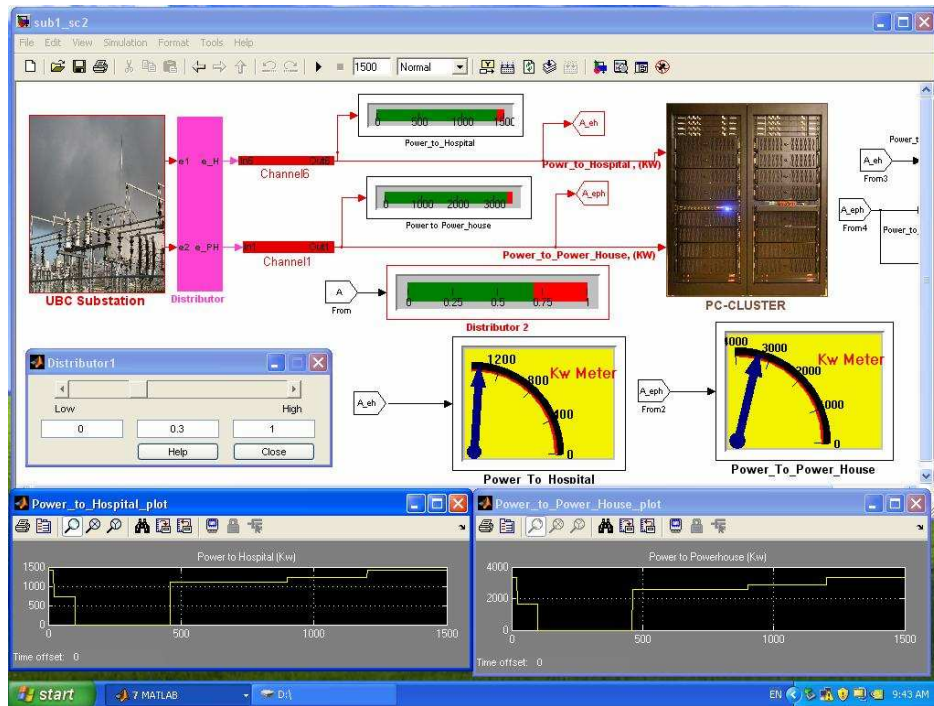 sub1_sc2
File Edit View Simulation Format Tools Help
1500 Normal
0 500 1000 1500
Power_to_Hospital
A_eh
e1 e_H
In6 Out6
Channel6
Power_to_Hospital , (KW)
0 1000 2000 3000
Power to Power_house
A_eph
e2 e_PH
In1 Out1
Channel1
Power_to_Power_House, (KW)
UBC Substation
Distributor
PC-CLUSTER
A_eh
From3
A_eph
From4
A
From
0 0.25 0.5 0.75 1
Distributor 2
Distributor1
Low High
0 0.3 1
Help Close
A_eh
1200
800
400
0
Kw Meter
Power_To_Hospital
A_eph
From2
4000
3000
2000
1000
0
Kw Meter
Power_To_Power_House
Power_to_Hospital_plot
Power to Hospital (Kw)
1500
1000
500
0
0 500 1000 1500
Time offset: 0
Power_to_Power_House_plot
Power to Powerhouse (Kw)
4000
2000
0
0 500 1000 1500
Time offset: 0
start 7 MATLAB D:\ EN 9:43 AM